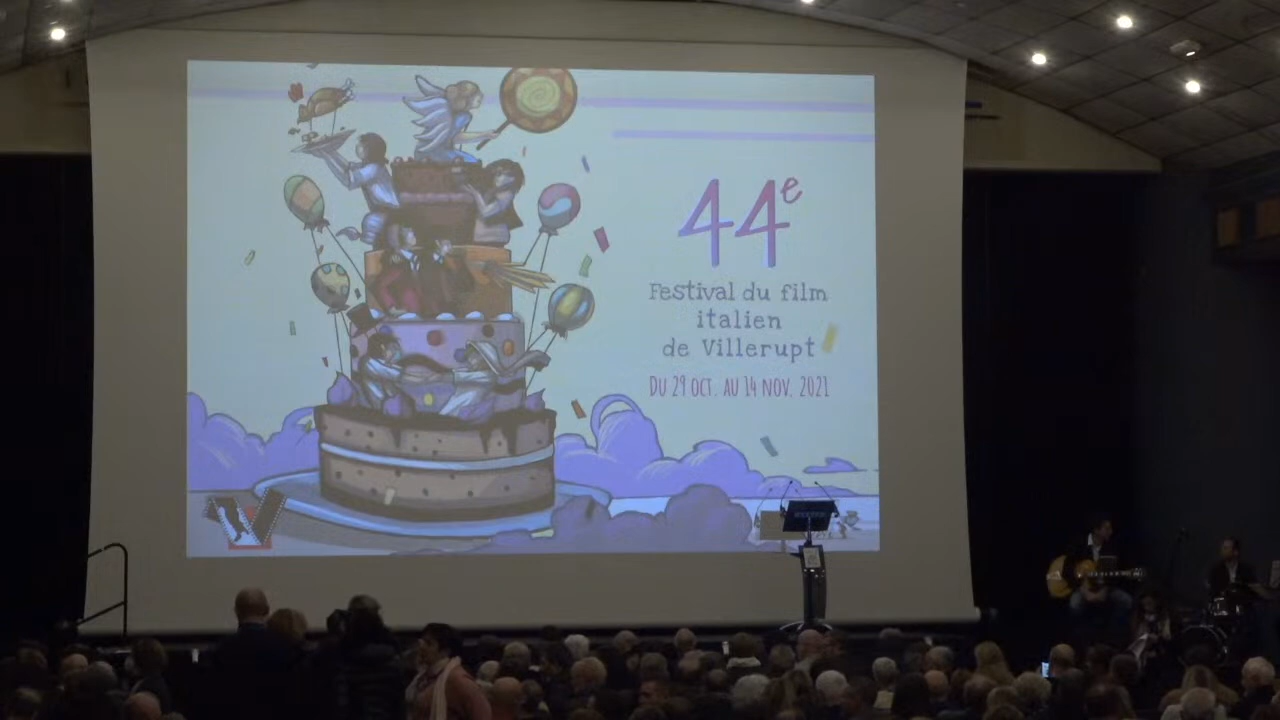 44e
Festival du film
italien
de Villerupt
DU 29 OCT. AU 14 NOV. 2021